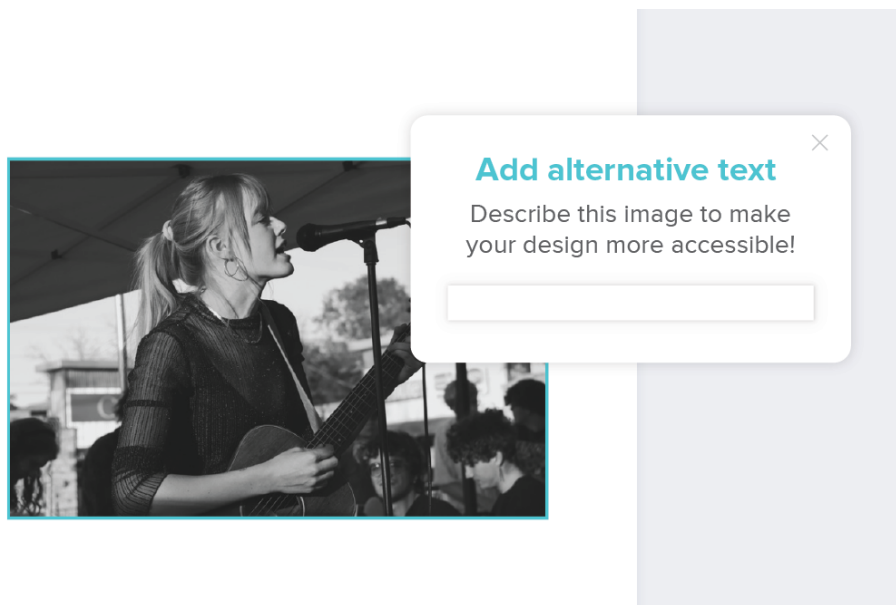 Add alternative text
Describe this image to make
your design more accessible!